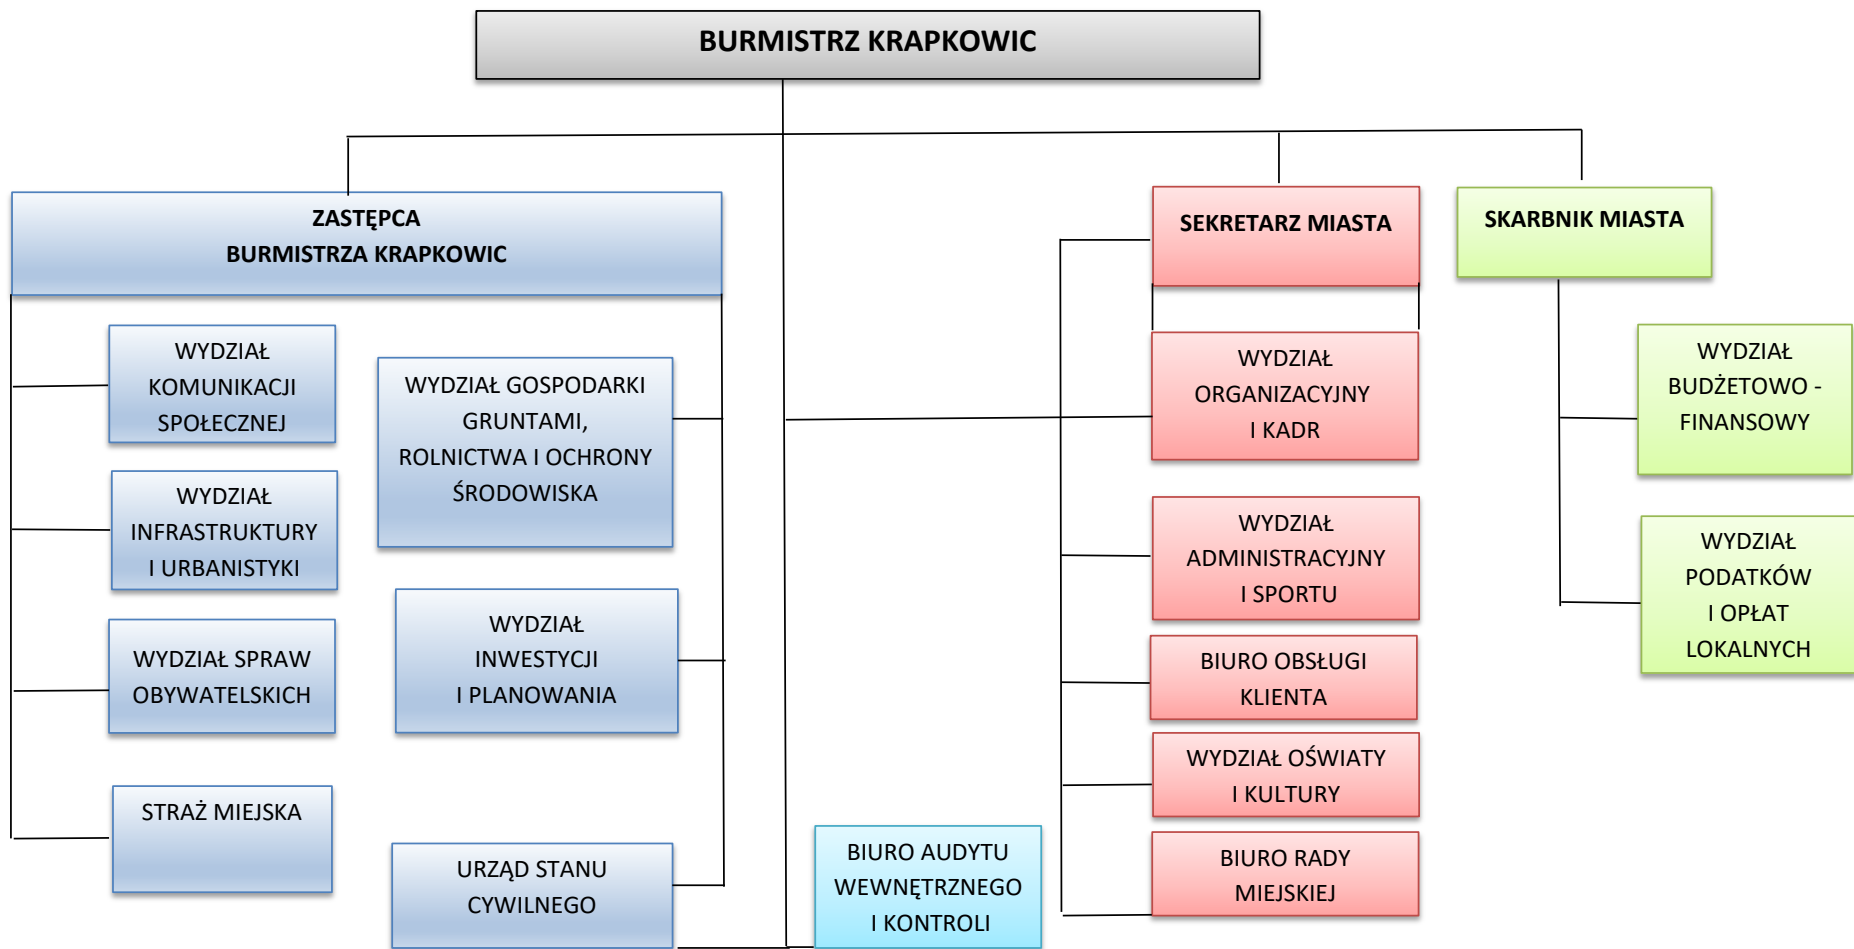 BURMISTRZ KRAPKOWIC
ZASTĘPCA
BURMISTRZA KRAPKOWIC
SEKRETARZ MIASTA
SKARBNIK MIASTA
WYDZIAŁ
KOMUNIKACJI
SPOŁECZNEJ
WYDZIAŁ
INFRASTRUKTURY
I URBANISTYKI
WYDZIAŁ SPRAW
OBYWATELSKICH
STRAŻ MIEJSKA
WYDZIAŁ GOSPODARKI
GRUNTAMI,
ROLNICTWA I OCHRONY
ŚRODOWISKA
WYDZIAŁ
INWESTYCJI
I PLANOWANIA
URZĄD STANU
CYWILNEGO
BIURO AUDYTU
WEWNĘTRZNEGO
I KONTROLI
WYDZIAŁ
ORGANIZACYJNY
I KADR
WYDZIAŁ
ADMINISTRACYJNY
I SPORTU
BIURO OBSŁUGI
KLIENTA
WYDZIAŁ OŚWIATY
I KULTURY
BIURO RADY
MIEJSKIEJ
WYDZIAŁ
BUDŻETOWO -
FINANSOWY
WYDZIAŁ
PODATKÓW
I OPŁAT
LOKALNYCH